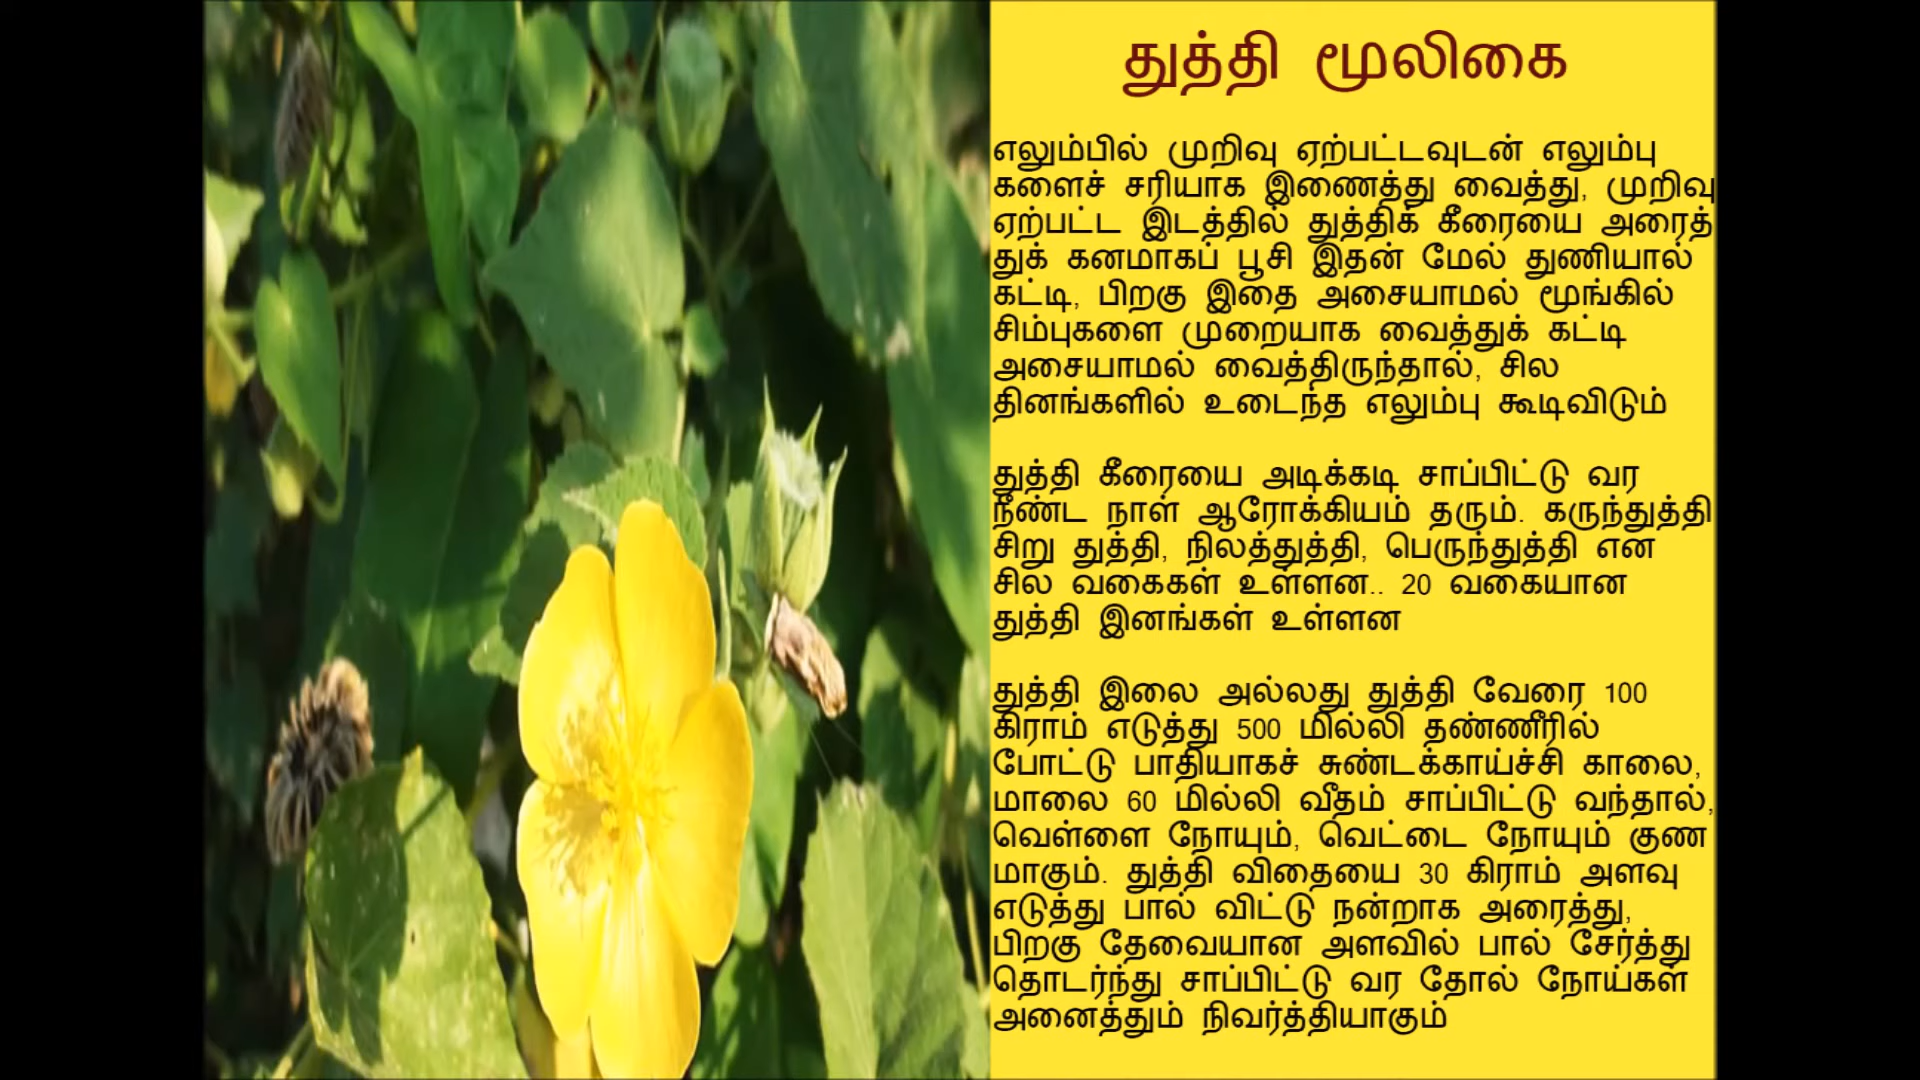 துத்தி மூலிகை
எலும்பில் முறிவு ஏற்பட்டவுடன் எலும்பு
களைச் சரியாக இணைத்து வைத்து, முறிவு
ஏற்பட்ட இடத்தில் துத்திக் கீரையை அரைத்
துக் கனமாகப் பூசி இதன் மேல் துணியால்
கட்டி, பிறகு இதை அசையாமல் மூங்கில்
சிம்புகளை முறையாக வைத்துக் கட்டி
அசையாமல் வைத்திருந்தால், சில
தினங்களில் உடைந்த எலும்பு கூடிவிடும்
துத்தி கீரையை அடிக்கடி சாப்பிட்டு வர
நீண்ட நாள் ஆரோக்கியம் தரும். கருந்துத்தி
சிறு துத்தி, நிலத்துத்தி, பெருந்துத்தி என
சில வகைகள் உள்ளன.. 20 வகையான
துத்தி இனங்கள் உள்ளன
துத்தி இலை அல்லது துத்தி வேரை 100
கிராம் எடுத்து 500 மில்லி தண்ணீரில்
போட்டு பாதியாகச் சுண்டக்காய்ச்சி காலை,
மாலை 60 மில்லி வீதம் சாப்பிட்டு வந்தால்,
வெள்ளை நோயும், வெட்டை நோயும் குண
மாகும். துத்தி விதையை 30 கிராம் அளவு
எடுத்து பால் விட்டு நன்றாக அரைத்து,
பிறகு தேவையான அளவில் பால் சேர்த்து
தொடர்ந்து சாப்பிட்டு வர தோல் நோய்கள்
அனைத்தும் நிவர்த்தியாகும்